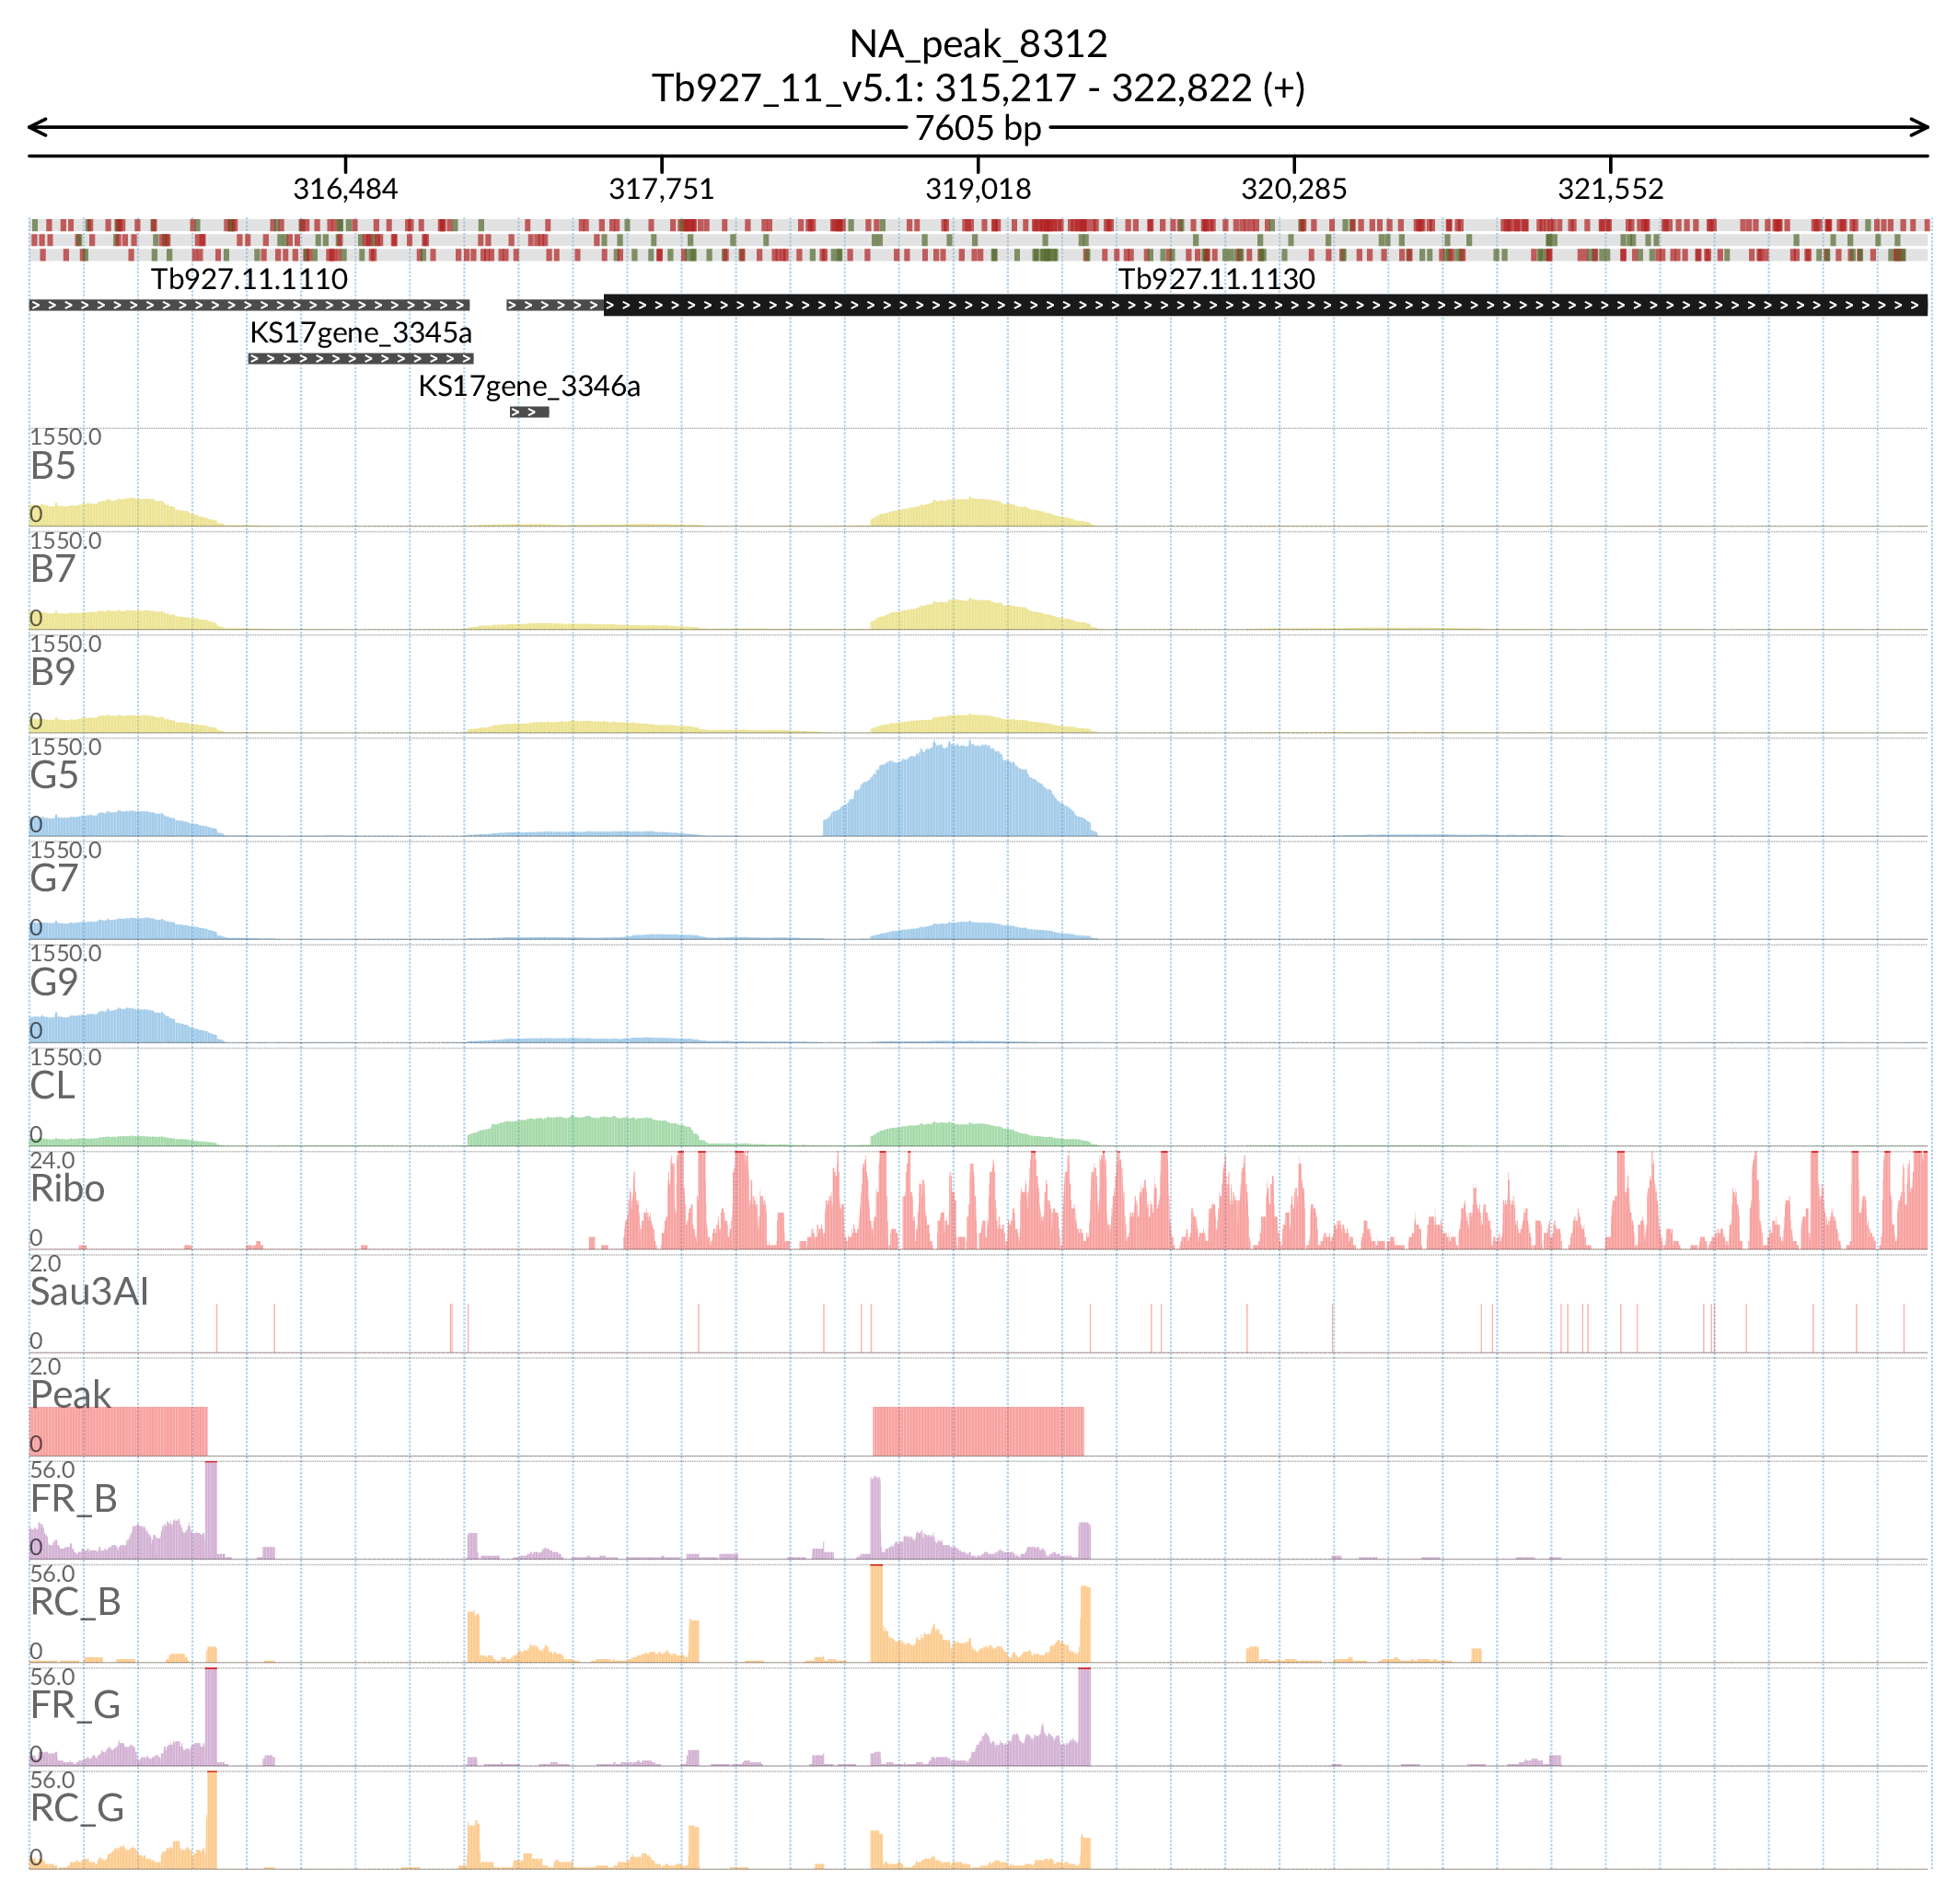 NA_peak_8312
Tb927_11_v5.1: 315,217 - 322,822 (+)
7605 bp
316,484 317,751 319,018 320,285 321,552
Tb927.11.1110 Tb927.11.1130
KS17gene_3345a
KS17gene_3346a
1550.0
B5
0
1550.0
B7
0
1550.0
B9
0
1550.0
G5
0
1550.0
G7
0
1550.0
G9
0
1550.0
CL
0
24.0
Ribo
0
2.0
Sau3AI
0
2.0
Peak
0
56.0
FR_B
0
56.0
RC_B
0
56.0
FR_G
0
56.0
RC_G
0